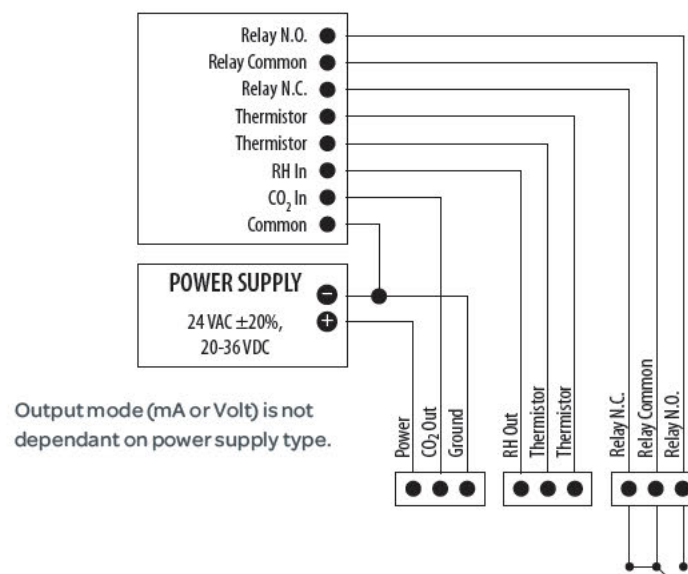 Relay N.O.
Relay Common
Relay N.C.
Thermistor
Thermistor
RH In
CO₂ In
Common
POWER SUPPLY
−
24 VAC ±20%,
+
20-36 VDC
Output mode (mA or Volt) is not
dependant on power supply type.
Power
CO₂ Out
Ground
RH Out
Thermistor
Thermistor
Relay N.C.
Relay Common
Relay N.O.